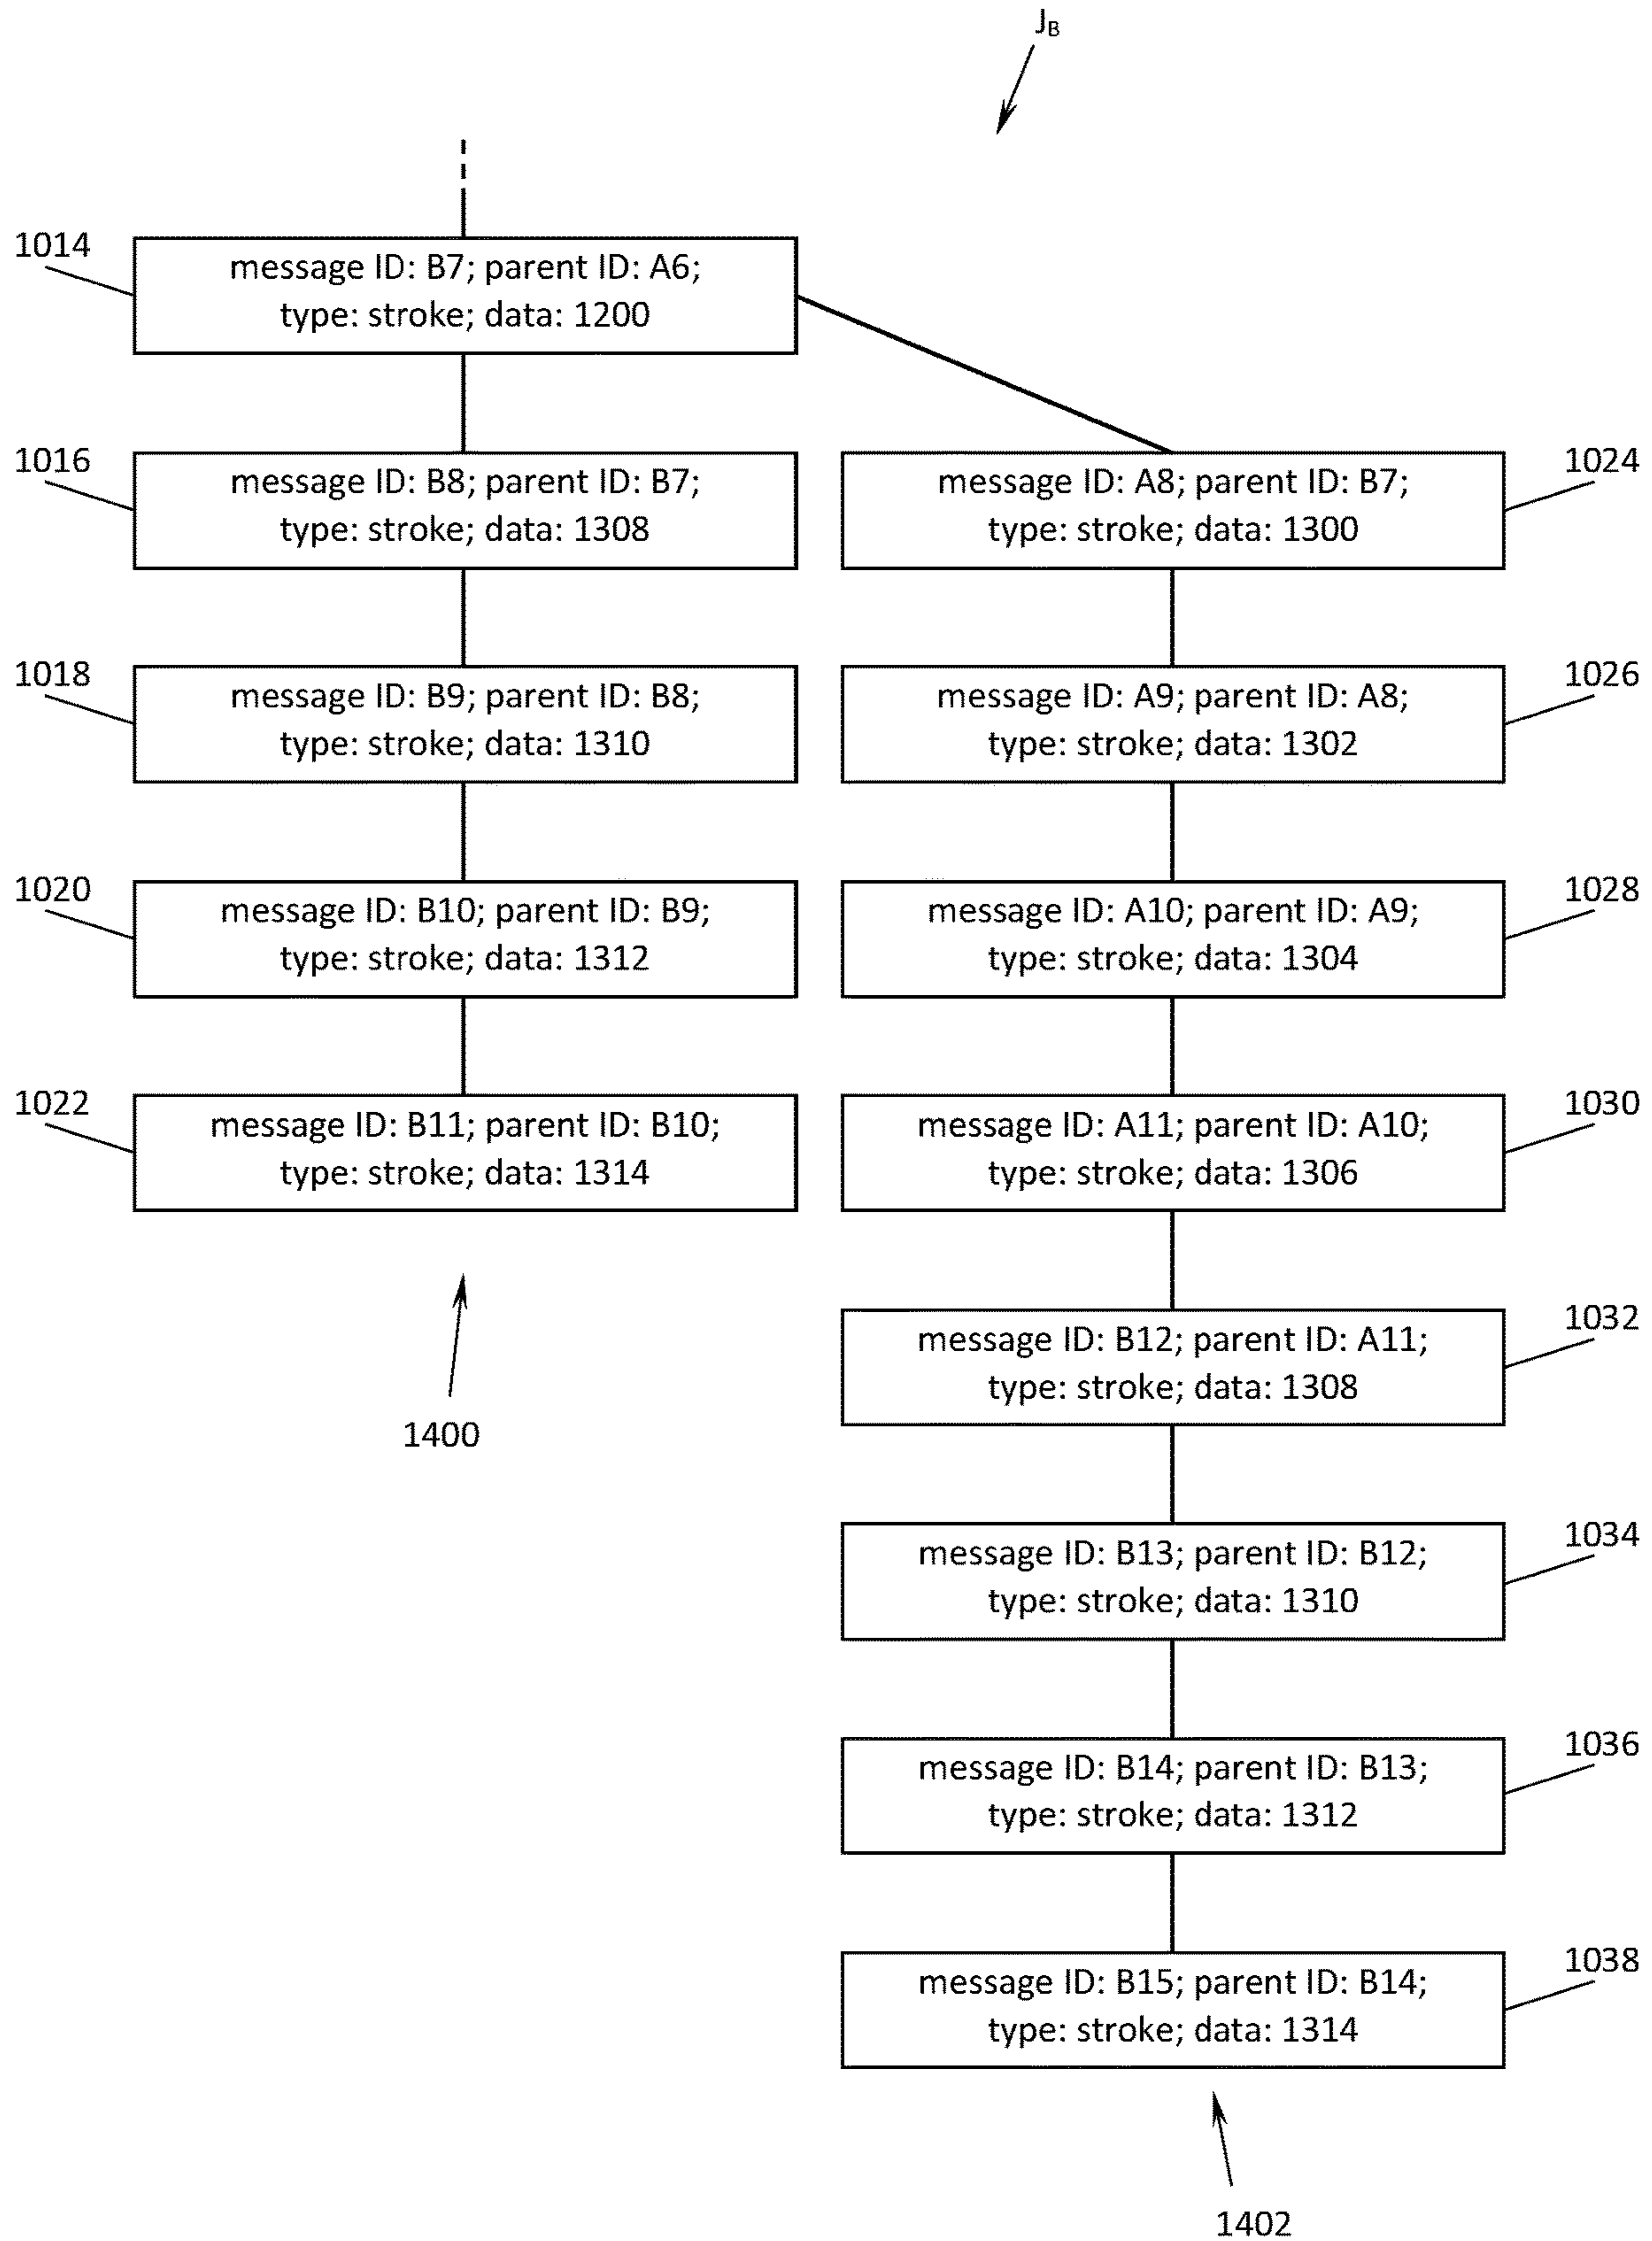 J_B
1014
message ID: B7; parent ID: A6;
type: stroke; data: 1200
1016
message ID: B8; parent ID: B7;
type: stroke; data: 1308
message ID: A8; parent ID: B7;
type: stroke; data: 1300
1024
1018
message ID: B9; parent ID: B8;
type: stroke; data: 1310
message ID: A9; parent ID: A8;
type: stroke; data: 1302
1026
1020
message ID: B10; parent ID: B9;
type: stroke; data: 1312
message ID: A10; parent ID: A9;
type: stroke; data: 1304
1028
1022
message ID: B11; parent ID: B10;
type: stroke; data: 1314
message ID: A11; parent ID: A10;
type: stroke; data: 1306
1030
1400
message ID: B12; parent ID: A11;
type: stroke; data: 1308
1032
message ID: B13; parent ID: B12;
type: stroke; data: 1310
1034
message ID: B14; parent ID: B13;
type: stroke; data: 1312
1036
message ID: B15; parent ID: B14;
type: stroke; data: 1314
1038
1402